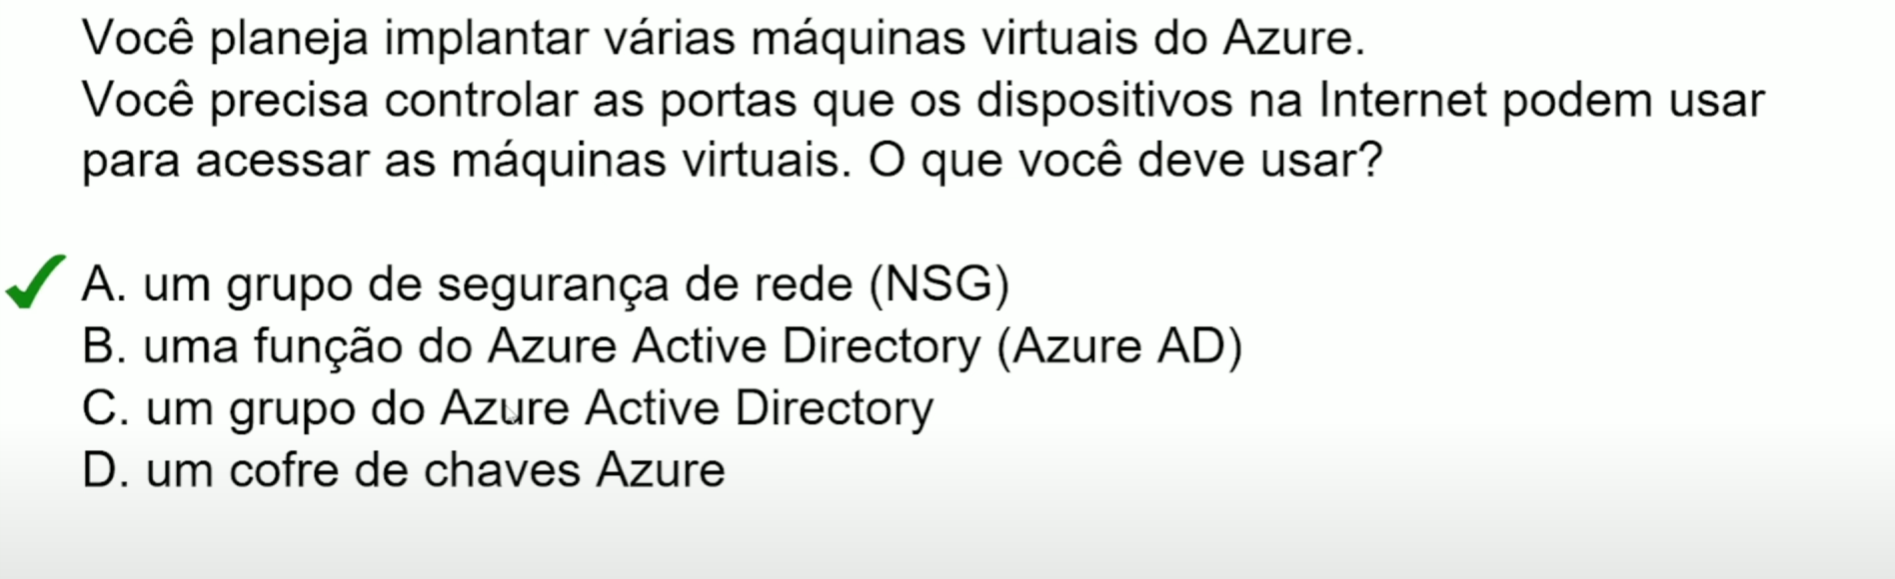 Você planeja implantar várias máquinas virtuais do Azure.
Você precisa controlar as portas que os dispositivos na Internet podem usar
para acessar as máquinas virtuais. O que você deve usar?
A. um grupo de segurança de rede (NSG)
B. uma função do Azure Active Directory (Azure AD)
C. um grupo do Azure Active Directory
D. um cofre de chaves Azure